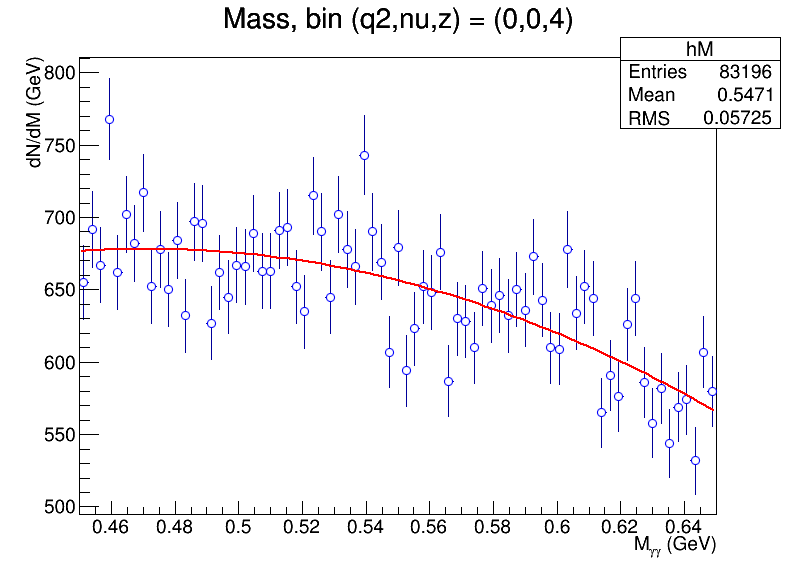 Mass, bin (q2,nu,z) = (0,0,4)
hM
Entries 83196
Mean 0.5471
RMS 0.05725
dN/dM (GeV)
800
750
700
650
600
550
500
0.46 0.48 0.5 0.52 0.54 0.56 0.58 0.6 0.62 0.64
Mγγ (GeV)